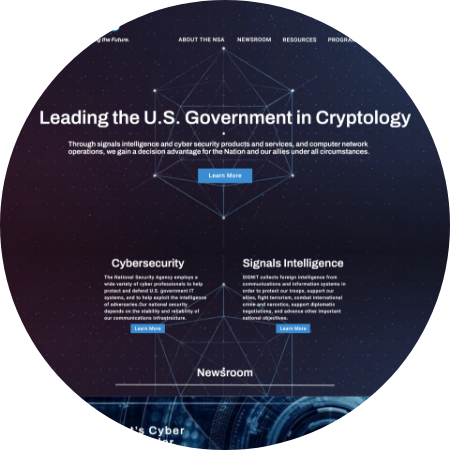 the Future.
ABOUT THE NSA NEWSROOM RESOURCES
Leading the U.S. Government in Cryptology
Through signals intelligence and cyber security products and services, and computer network
operations, we gain a decision advantage for the Nation and our allies under all circumstances.
Learn More
Cybersecurity
The National Security Agency employs a
wide variety of cyber professionals to help
protect and defend U.S. government IT
systems, and to help exploit the intelligence
of adversaries.Our national security
depends on the stability and reliability of
our communications infrastructure.
Learn More
Signals Intelligence
SIGINT collects foreign intelligence from
communications and information systems in
order to protect our troops, support our
allies, fight terrorism, combat international
crime and narcotics, support diplomatic
negotiations, and advance other important
national objectives.
Learn More
Newsroom
Cyber